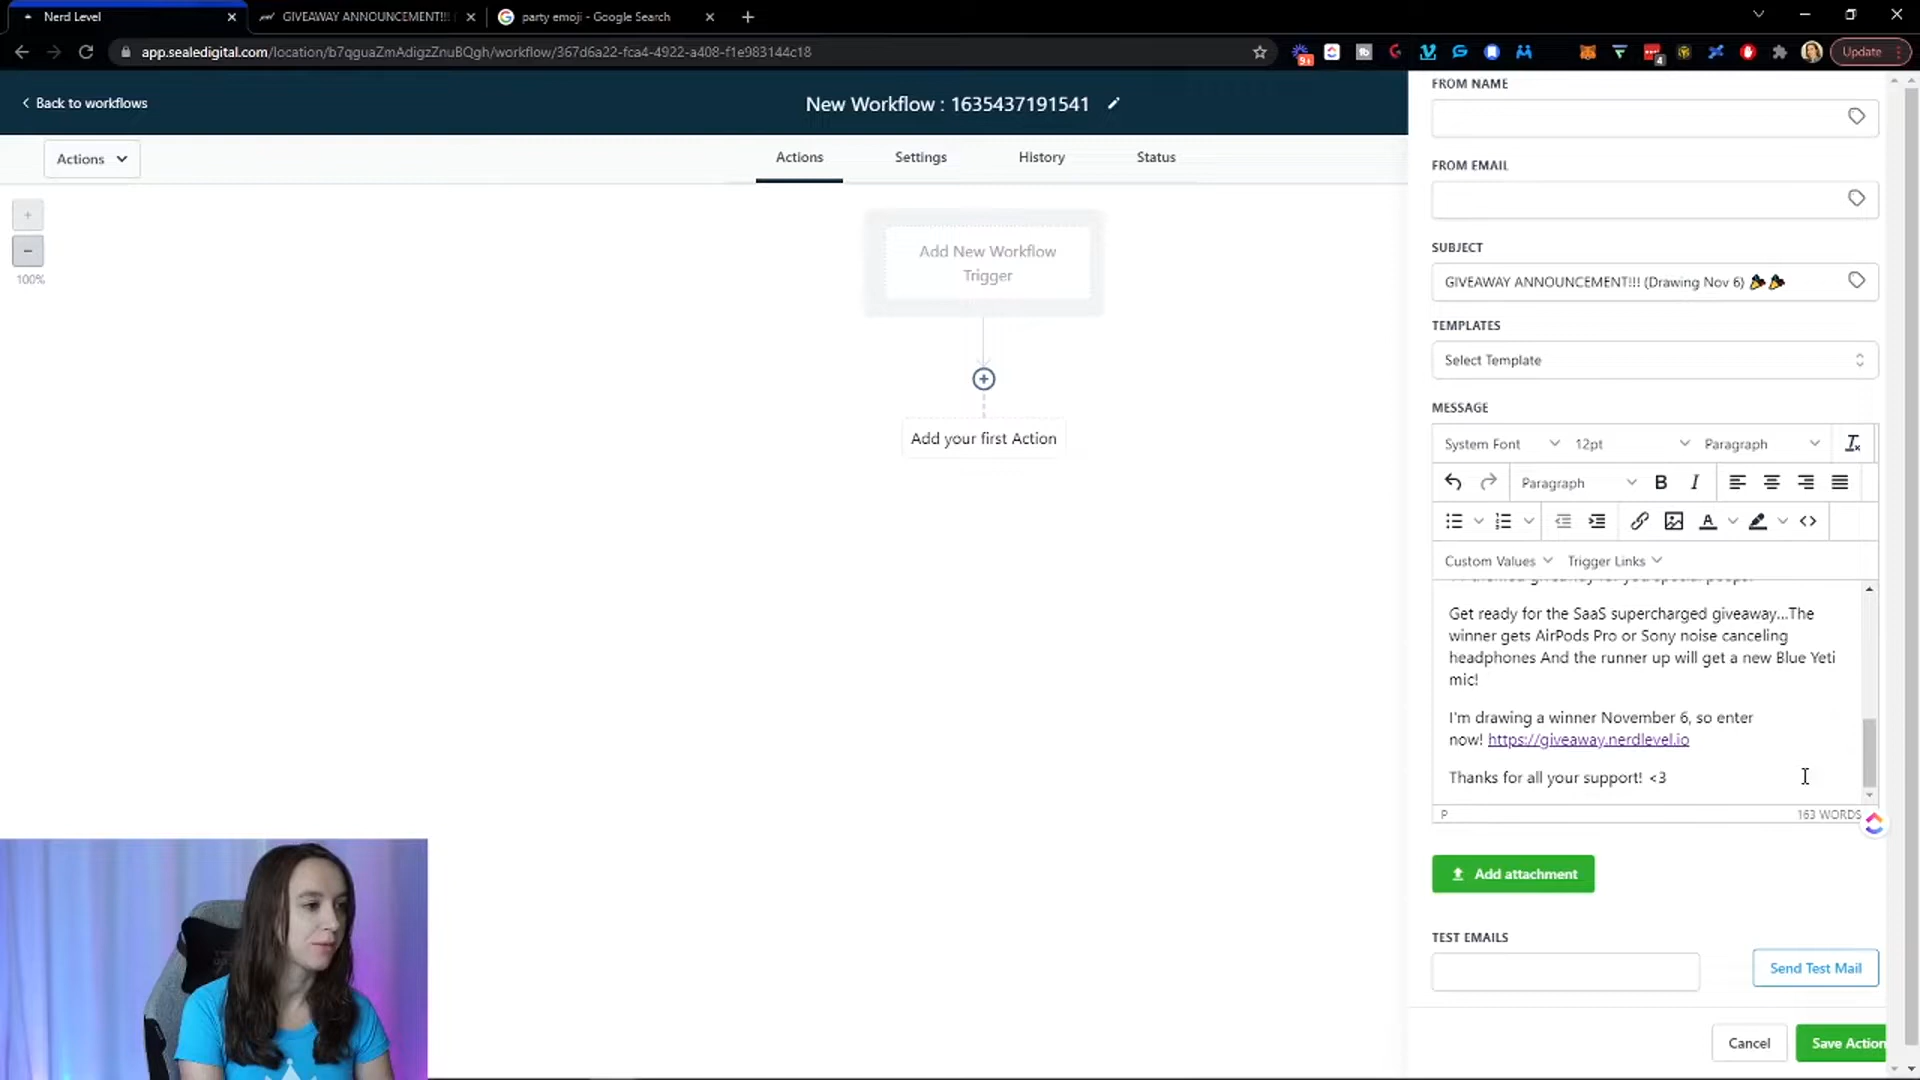 Nerd Level
GIVEAWAY ANNOUNCEMENT!!! (
party emoji - Google Search
app.sealedigital.com/location/b7qguaZmAdigzZnuBQgh/workflow/367d6a22-fca4-4922-a408-f1e983144c18
9+
4
Update
Back to workflows
New Workflow : 1635437191541
Actions
Actions
Settings
History
Status
100%
Add New Workflow
Trigger
Add your first Action
FROM NAME
FROM EMAIL
SUBJECT
GIVEAWAY ANNOUNCEMENT!!! (Drawing Nov 6) 🎉🎉
TEMPLATES
Select Template
MESSAGE
System Font
12pt
Paragraph
Paragraph
B
I
A
Custom Values
Trigger Links
Get ready for the SaaS supercharged giveaway...The
winner gets AirPods Pro or Sony noise canceling
headphones And the runner up will get a new Blue Yeti
mic!
I'm drawing a winner November 6, so enter
now! https://giveaway.nerdlevel.io
Thanks for all your support! <3
P
163 WORDS
Add attachment
TEST EMAILS
Send Test Mail
Cancel
Save Action